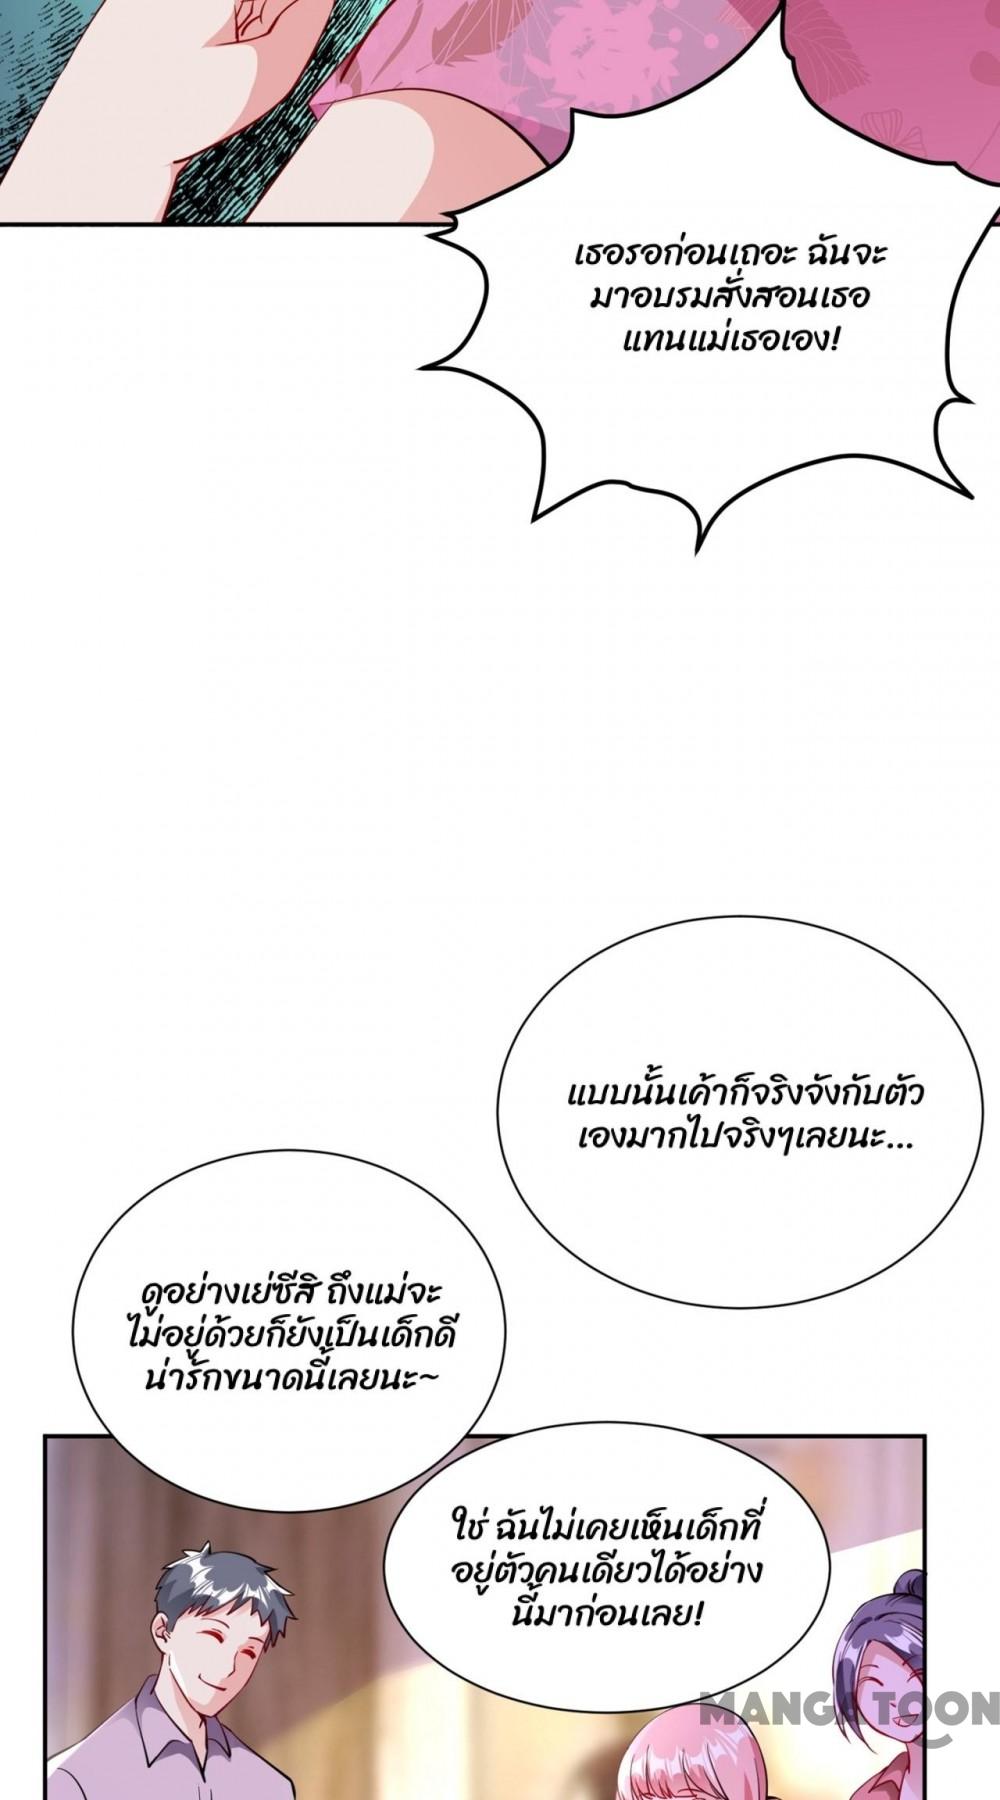 เธอรอก่อนเถอะ ฉันจะ
มาอบรมสั่งสอนเธอ
แทนแม่เธอเอง!
แบบนั้นเค้าก็จริงจังกับตัว
เองมากไปจริงๆเลยนะ...
ดูอย่างเย่ซีสิ ถึงแม่จะ
ไม่อยู่ด้วยก็ยังเป็นเด็กดี
น่ารักขนาดนี้เลยนะ~
ใช่ ฉันไม่เคยเห็นเด็กที่
อยู่ตัวคนเดียวได้อย่าง
นี้มาก่อนเลย!
MANGATOON